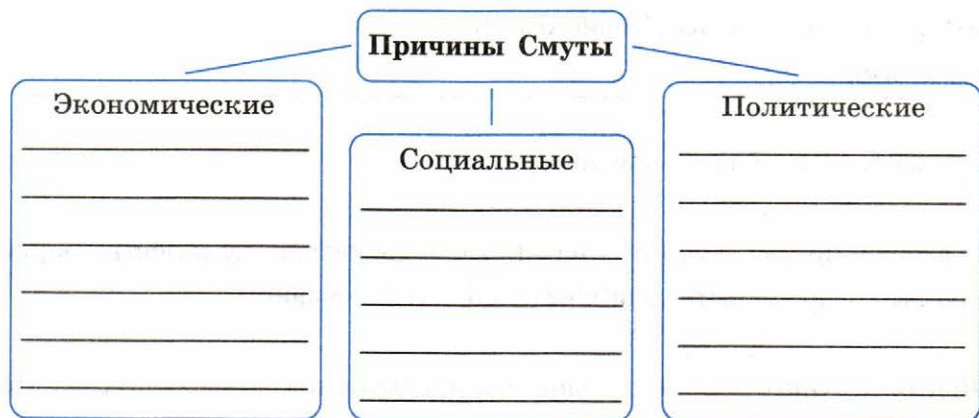 Причины Смуты
Экономические
Социальные
Политические